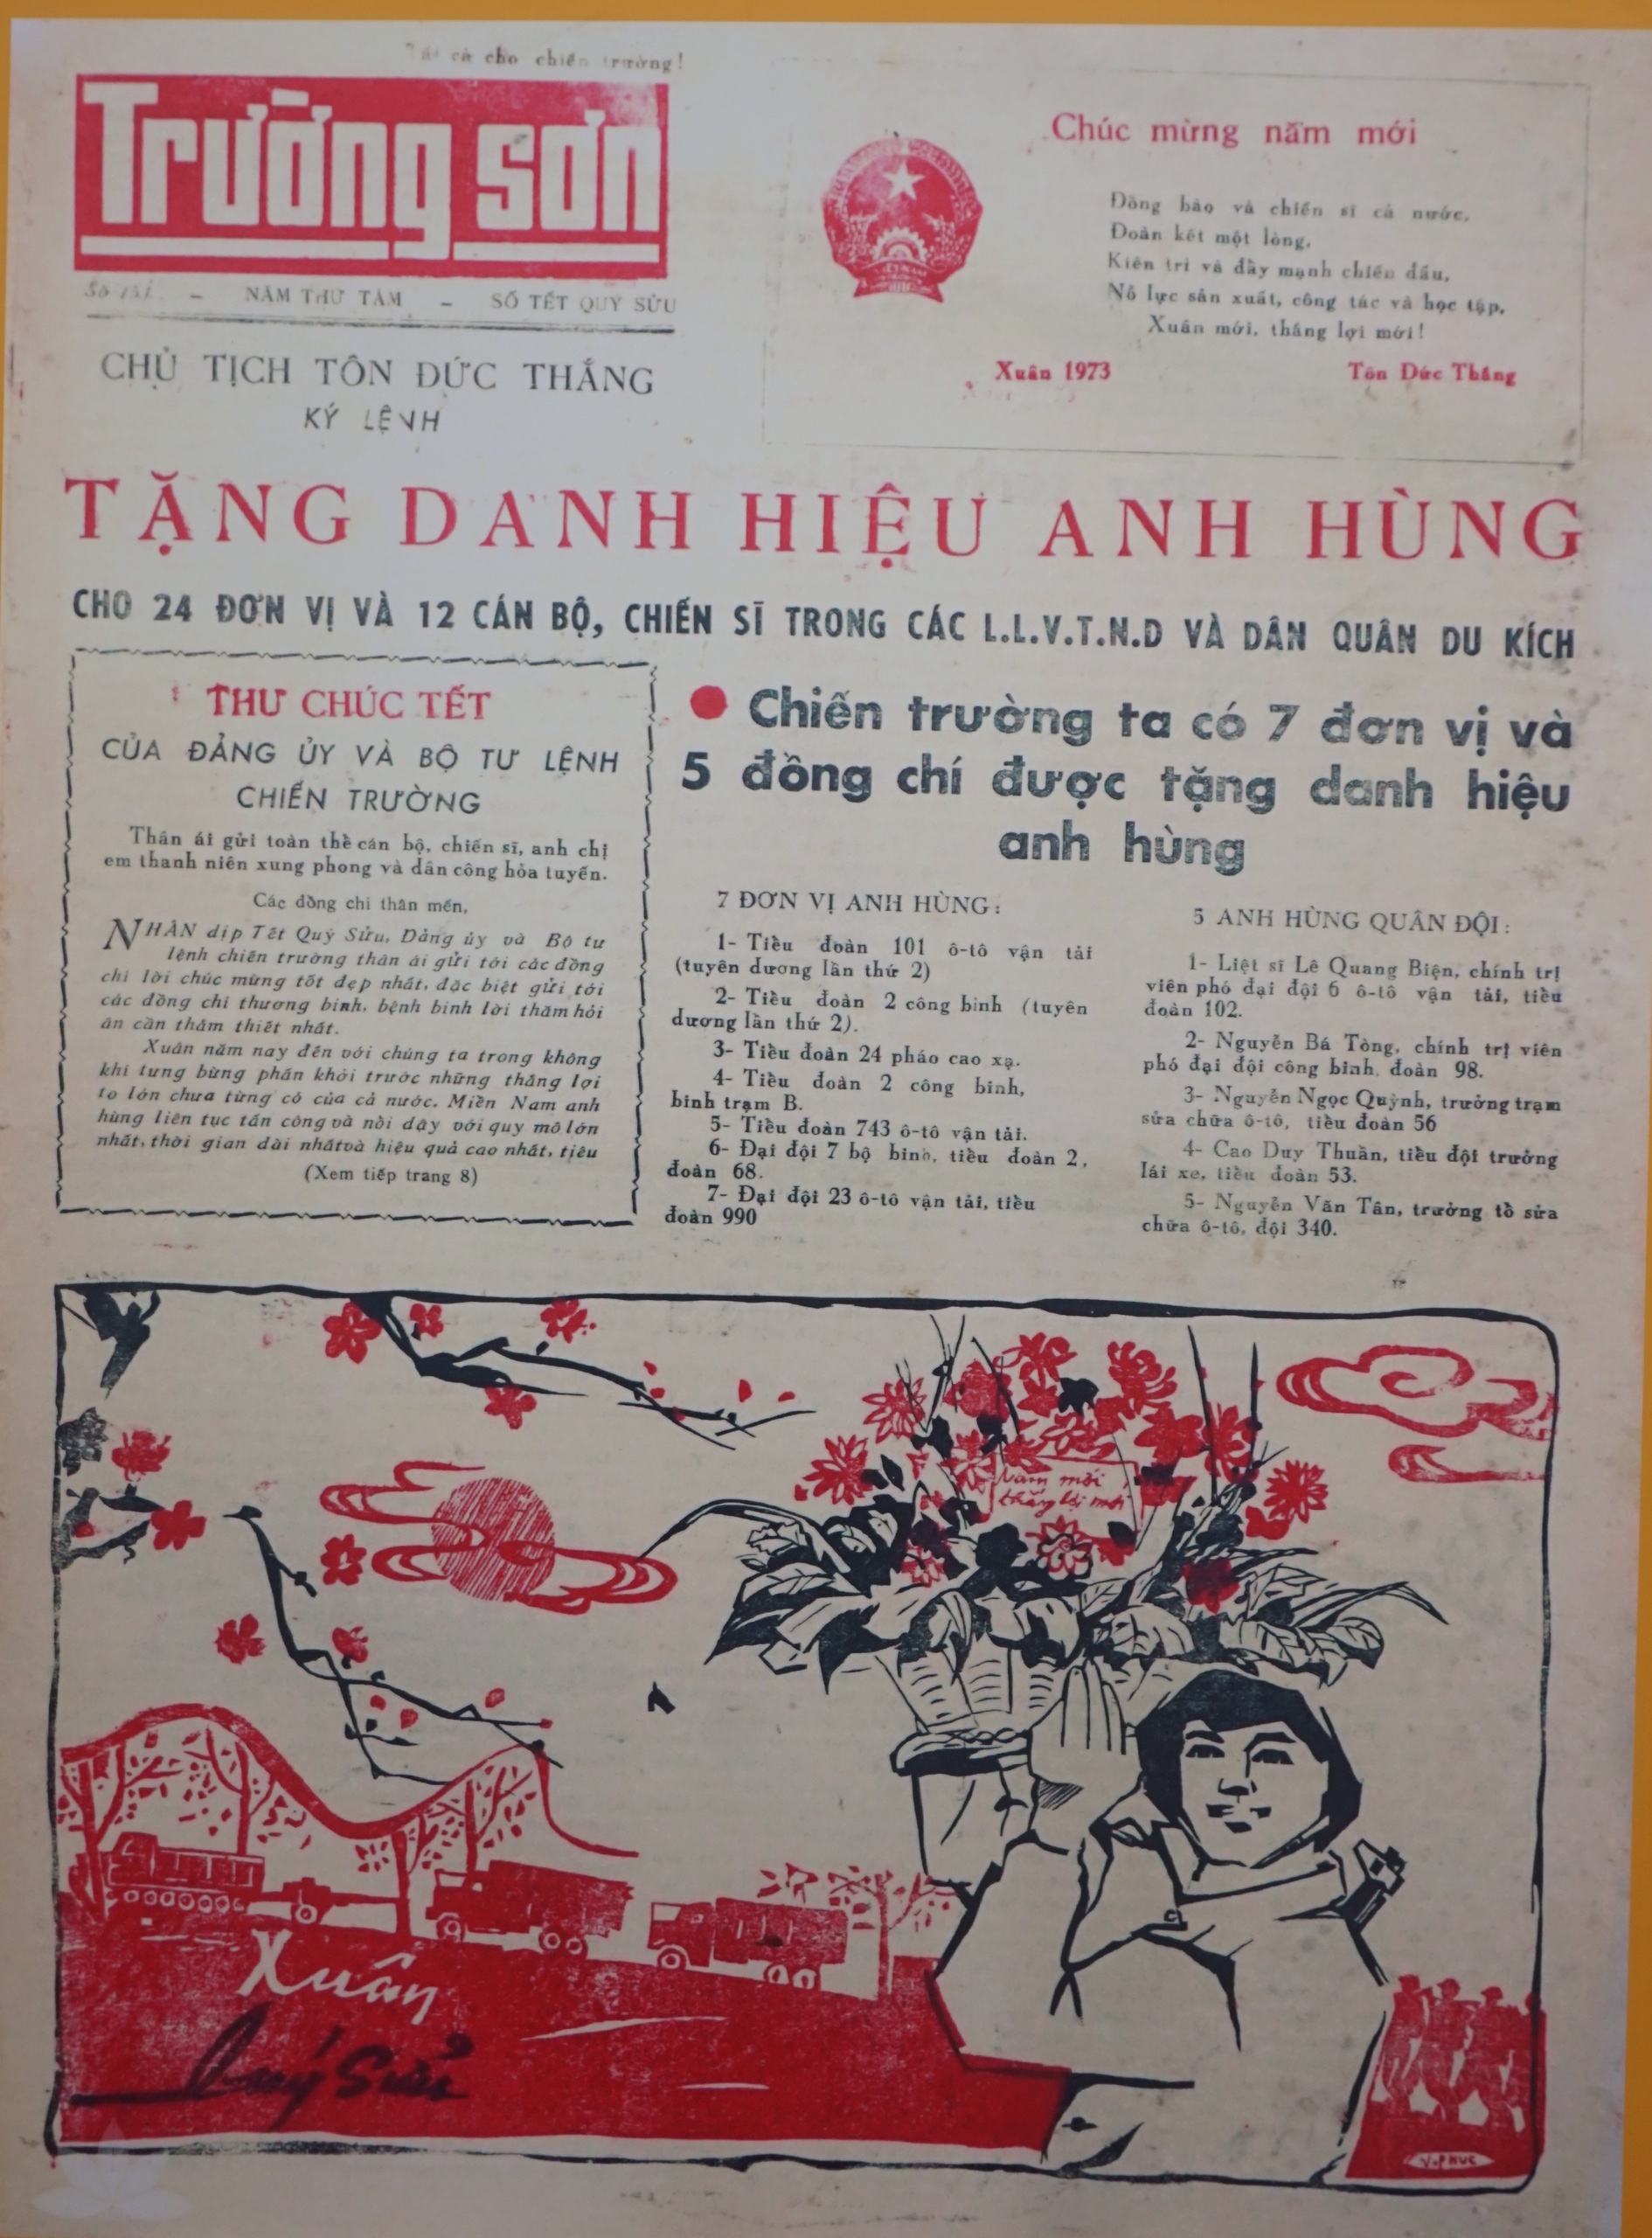 Tất cả cho chiến trường!
Trường sơn
Số – NĂM THỨ TÁM – SỐ TẾT QUÝ SỬU
CHỦ TỊCH TÔN ĐỨC THẮNG
KÝ LỆNH
Chúc mừng năm mới
Đồng bào và chiến sĩ cả nước,
Đoàn kết một lòng,
Kiên trì và đẩy mạnh chiến đấu,
Nỗ lực sản xuất, công tác và học tập,
Xuân mới, thắng lợi mới!
Xuân 1973 Tôn Đức Thắng
VIỆT NAM
TẶNG DANH HIỆU ANH HÙNG
CHO 24 ĐƠN VỊ VÀ 12 CÁN BỘ, CHIẾN SĨ TRONG CÁC L.L.V.T.N.D VÀ DÂN QUÂN DU KÍCH
THƯ CHÚC TẾT
CỦA ĐẢNG ỦY VÀ BỘ TƯ LỆNH
CHIẾN TRƯỜNG
Thân ái gửi toàn thể cán bộ, chiến sĩ, anh chị
em thanh niên xung phong và dân công hỏa tuyến.
Các đồng chí thân mến,
NHÂN dịp Tết Quý Sửu, Đảng ủy và Bộ tư
lệnh chiến trường thân ái gửi tới các đồng
chí lời chúc mừng tốt đẹp nhất, đặc biệt gửi tới
các đồng chí thương binh, bệnh binh lời thăm hỏi
ân cần thắm thiết nhất.
Xuân năm nay đến với chúng ta trong không
khí tưng bừng phấn khởi trước những thắng lợi
to lớn chưa từng có của cả nước. Miền Nam anh
hùng liên tục tấn công và nổi dậy với quy mô lớn
nhất, thời gian dài nhất và hiệu quả cao nhất, tiêu
(Xem tiếp trang 8)
● Chiến trường ta có 7 đơn vị và
5 đồng chí được tặng danh hiệu
anh hùng
7 ĐƠN VỊ ANH HÙNG:
1- Tiểu đoàn 101 ô-tô vận tải
(tuyên dương lần thứ 2)
2- Tiểu đoàn 2 công binh (tuyên
dương lần thứ 2).
3- Tiểu đoàn 24 pháo cao xạ.
4- Tiểu đoàn 2 công binh,
binh trạm B.
5- Tiểu đoàn 743 ô-tô vận tải.
6- Đại đội 7 bộ binh, tiểu đoàn 2,
đoàn 68.
7- Đại đội 23 ô-tô vận tải, tiểu
đoàn 990
5 ANH HÙNG QUÂN ĐỘI:
1- Liệt sĩ Lê Quang Biện, chính trị
viên phó đại đội 6 ô-tô vận tải, tiểu
đoàn 102.
2- Nguyễn Bá Tòng, chính trị viên
phó đại đội công binh, đoàn 98.
3- Nguyễn Ngọc Quỳnh, trưởng trạm
sửa chữa ô-tô, tiểu đoàn 56
4- Cao Duy Thuần, tiểu đội trưởng
lái xe, tiểu đoàn 53.
5- Nguyễn Văn Tân, trưởng tổ sửa
chữa ô-tô, đội 340.
Năm mới
thắng lợi mới
Xuân
Quý Sửu
V.PHÚC